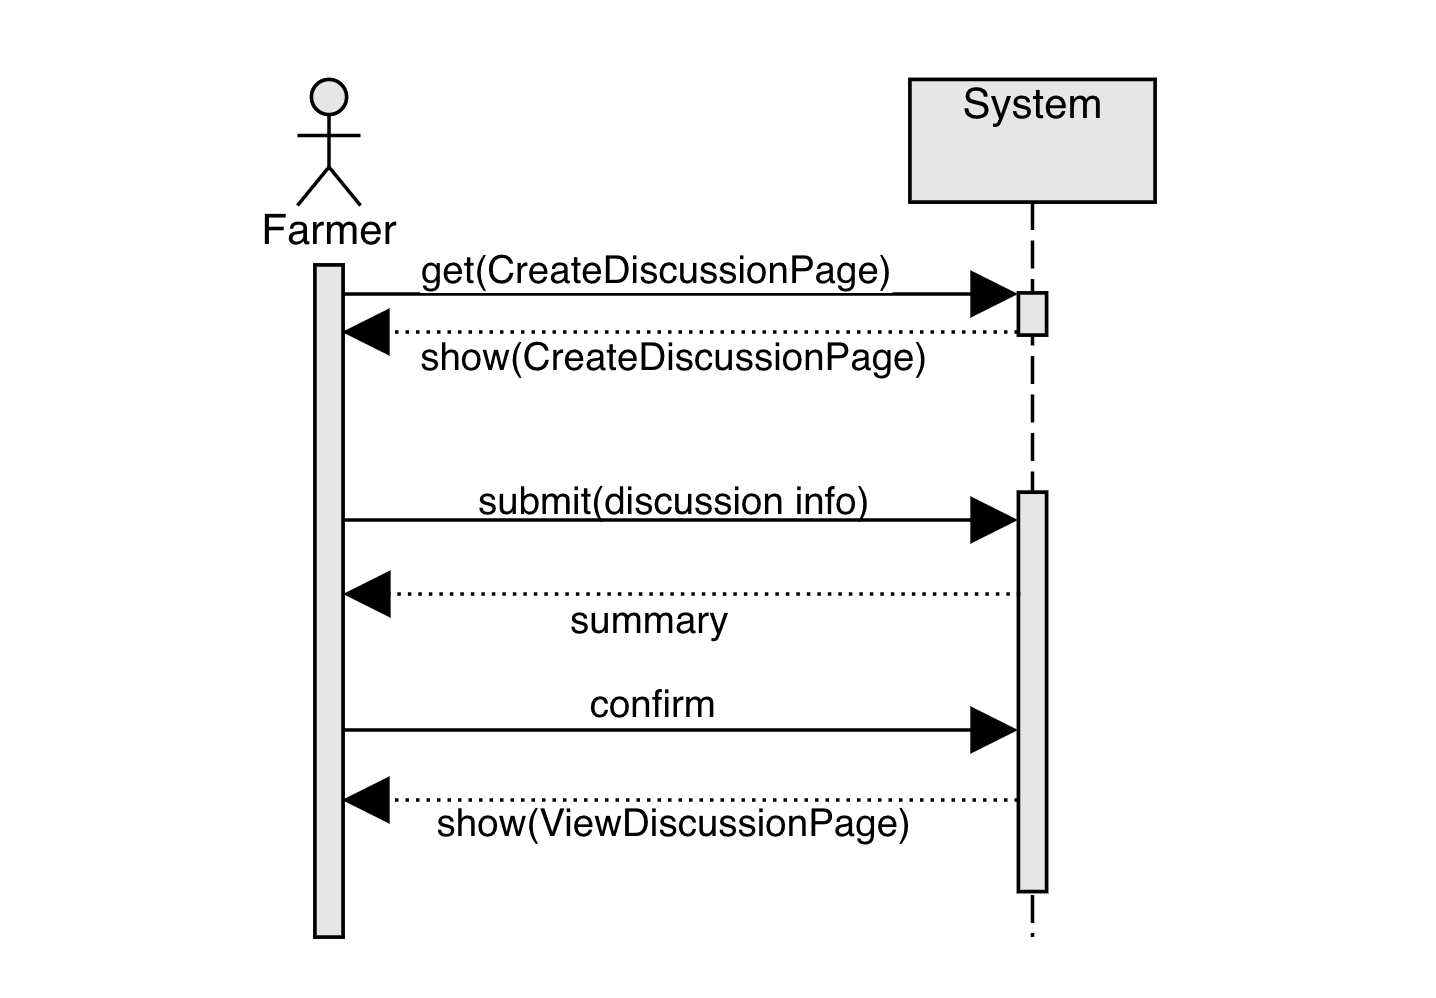 System
Farmer
get(CreateDiscussionPage)
show(CreateDiscussionPage)
submit(discussion info)
summary
confirm
show(ViewDiscussionPage)